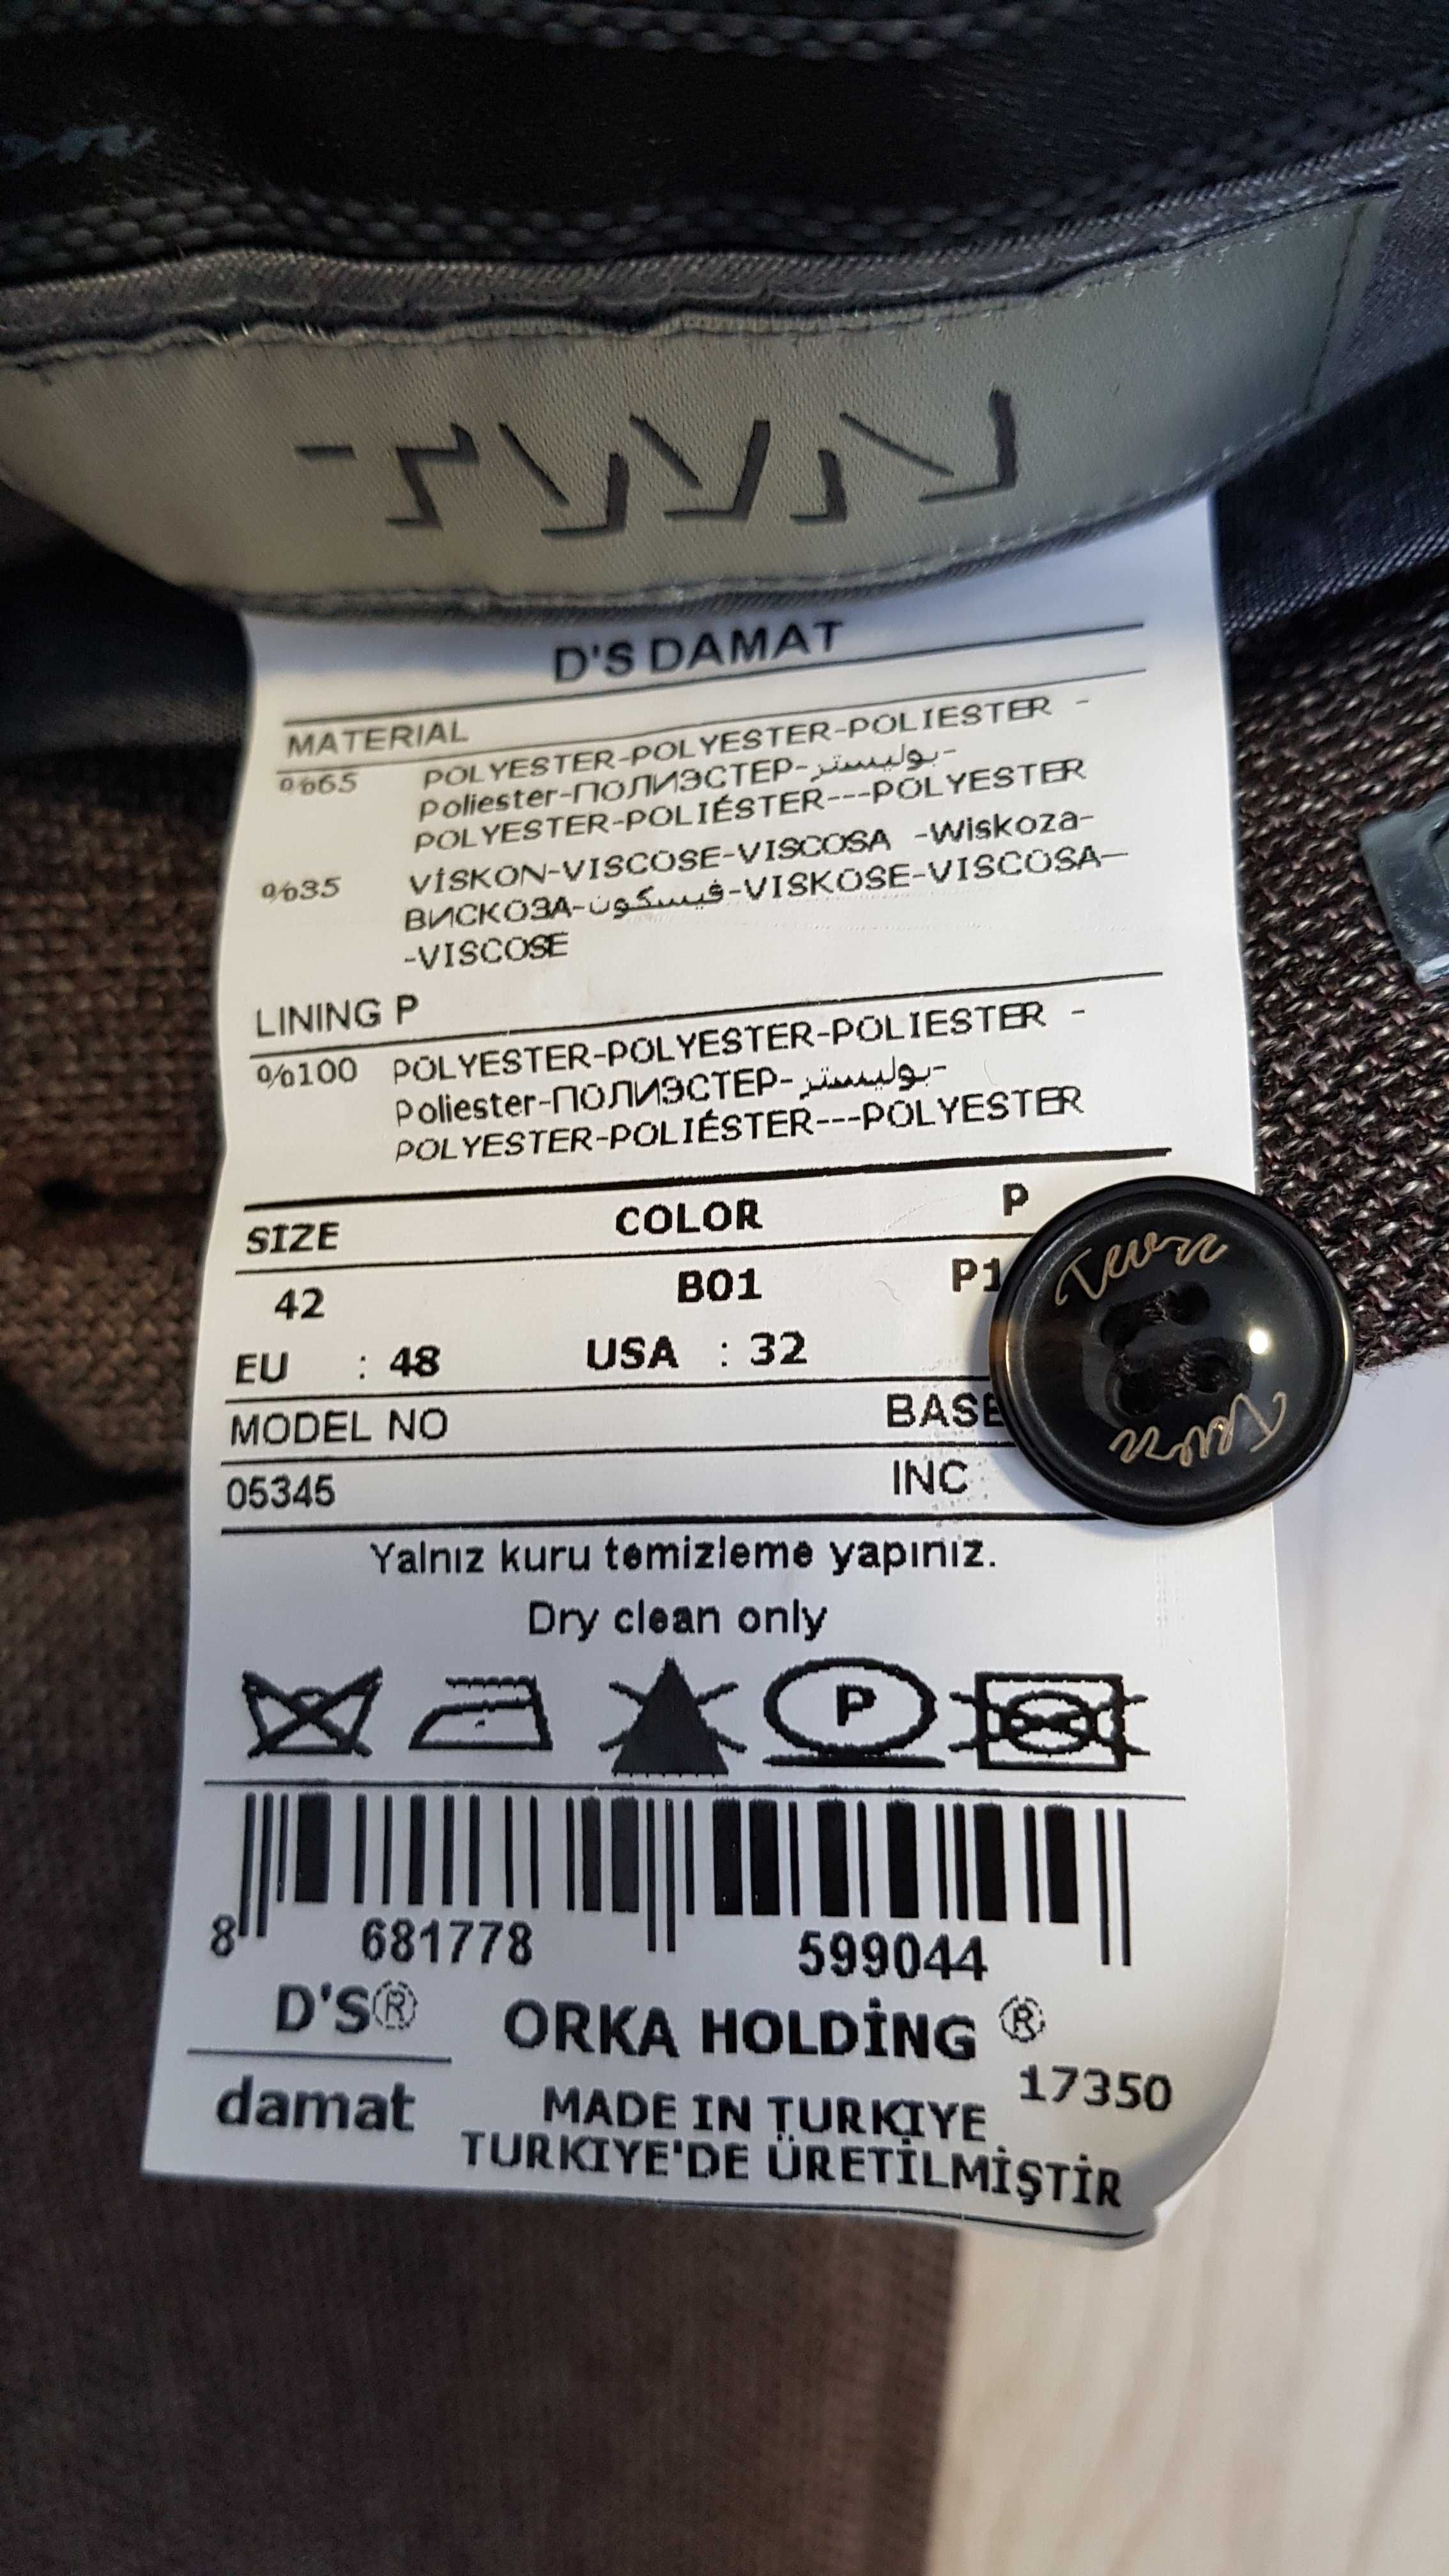 D'S DAMAT
MATERIAL
%65 POLYESTER-POLYESTER-POLIESTER -
Poliester-ПОЛИЭСТЕР-بوليستر-
POLYESTER-POLIÉSTER---POLYESTER
%35 VİSKON-VISCOSE-VISCOSA -Wiskoza-
ВИСКОЗА-فيسكون-VISKOSE-VISCOSA--
-VISCOSE
LINING P
%100 POLYESTER-POLYESTER-POLIESTER -
Poliester-ПОЛИЭСТЕР-بوليستر-
POLYESTER-POLIÉSTER---POLYESTER
SIZE COLOR P
42 B01 P1
EU : 48 USA : 32
MODEL NO BASE
05345 INC
Yalnız kuru temizleme yapınız.
Dry clean only
P
8 681778 599044
D'S® ORKA HOLDİNG ®
17350
damat MADE IN TURKIYE
TURKIYE'DE ÜRETİLMİŞTİR